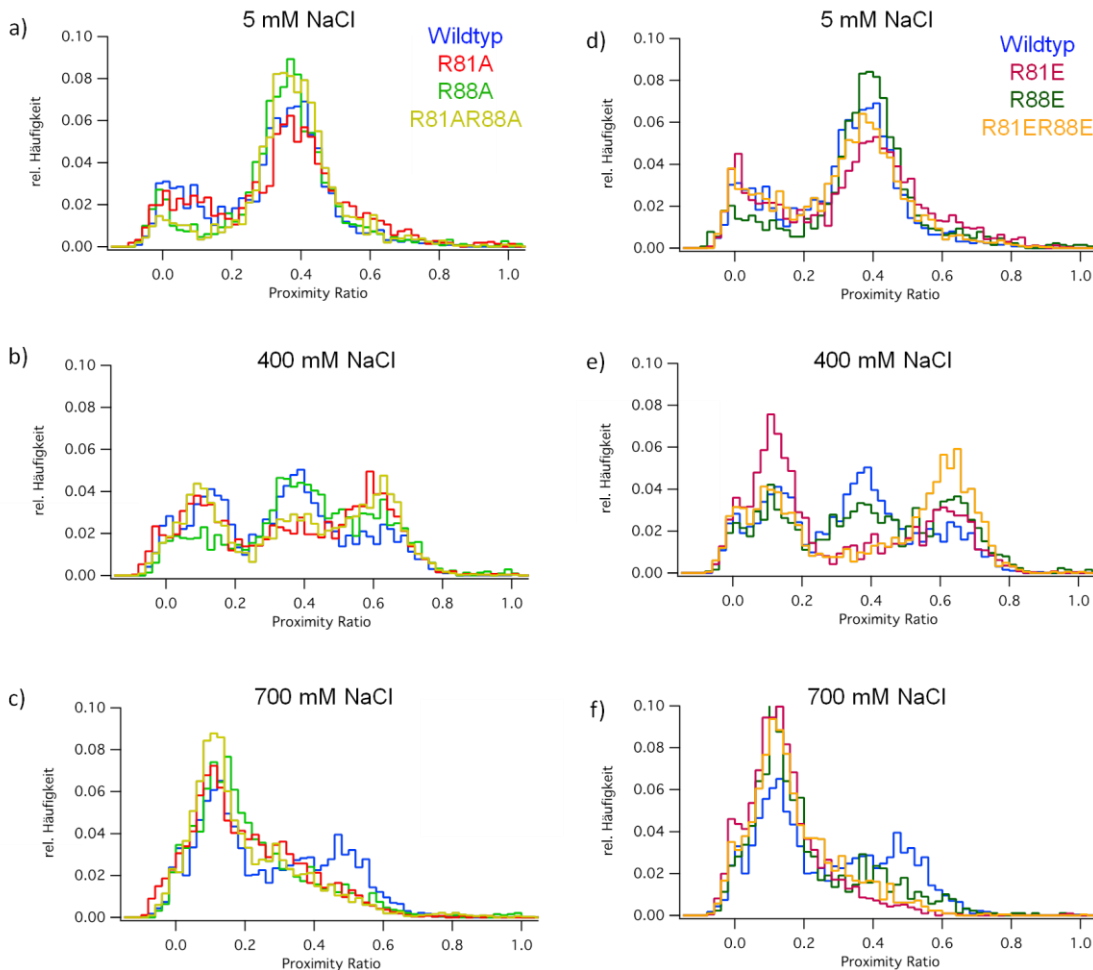 a)
5 mM NaCl
rel. Häufigkeit
0.10
0.08
0.06
0.04
0.02
0.00
Wildtyp
R81A
R88A
R81AR88A
0.0 0.2 0.4 0.6 0.8 1.0
Proximity Ratio
d)
5 mM NaCl
rel. Häufigkeit
0.10
0.08
0.06
0.04
0.02
0.00
Wildtyp
R81E
R88E
R81ER88E
0.0 0.2 0.4 0.6 0.8 1.0
Proximity Ratio
b)
400 mM NaCl
rel. Häufigkeit
0.10
0.08
0.06
0.04
0.02
0.00
0.0 0.2 0.4 0.6 0.8 1.0
Proximity Ratio
e)
400 mM NaCl
rel. Häufigkeit
0.10
0.08
0.06
0.04
0.02
0.00
0.0 0.2 0.4 0.6 0.8 1.0
Proximity Ratio
c)
700 mM NaCl
rel. Häufigkeit
0.10
0.08
0.06
0.04
0.02
0.00
0.0 0.2 0.4 0.6 0.8 1.0
Proximity Ratio
f)
700 mM NaCl
rel. Häufigkeit
0.10
0.08
0.06
0.04
0.02
0.00
0.0 0.2 0.4 0.6 0.8 1.0
Proximity Ratio